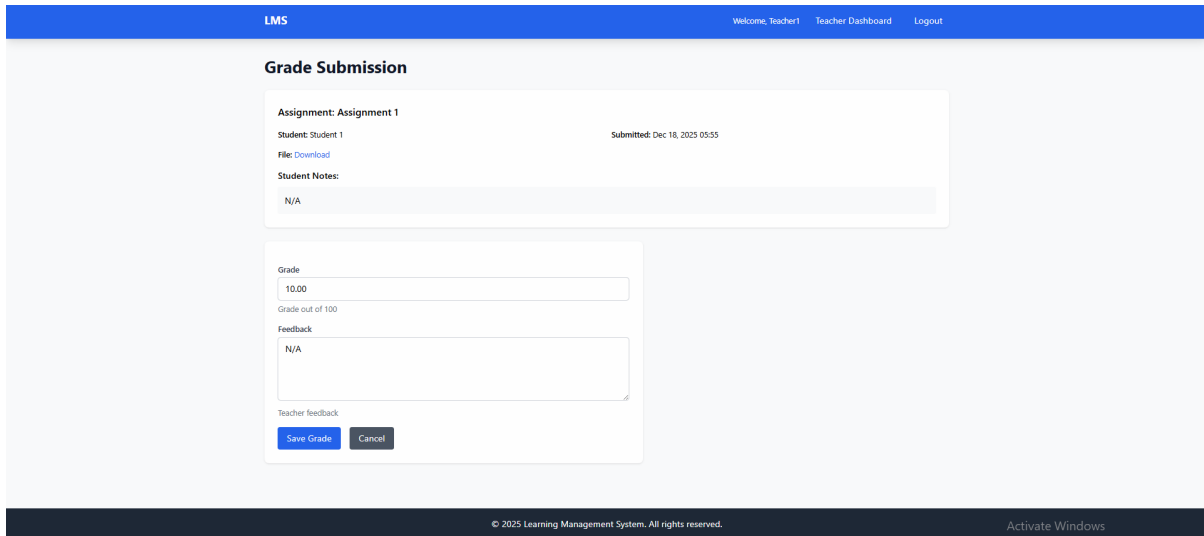 LMS
Welcome, Teacher1 Teacher Dashboard Logout
Grade Submission
Assignment: Assignment 1
Student: Student 1 Submitted: Dec 18, 2025 05:55
File: Download
Student Notes:
N/A
Grade
10.00
Grade out of 100
Feedback
N/A
Teacher feedback
Save Grade Cancel
© 2025 Learning Management System. All rights reserved.
Activate Windows